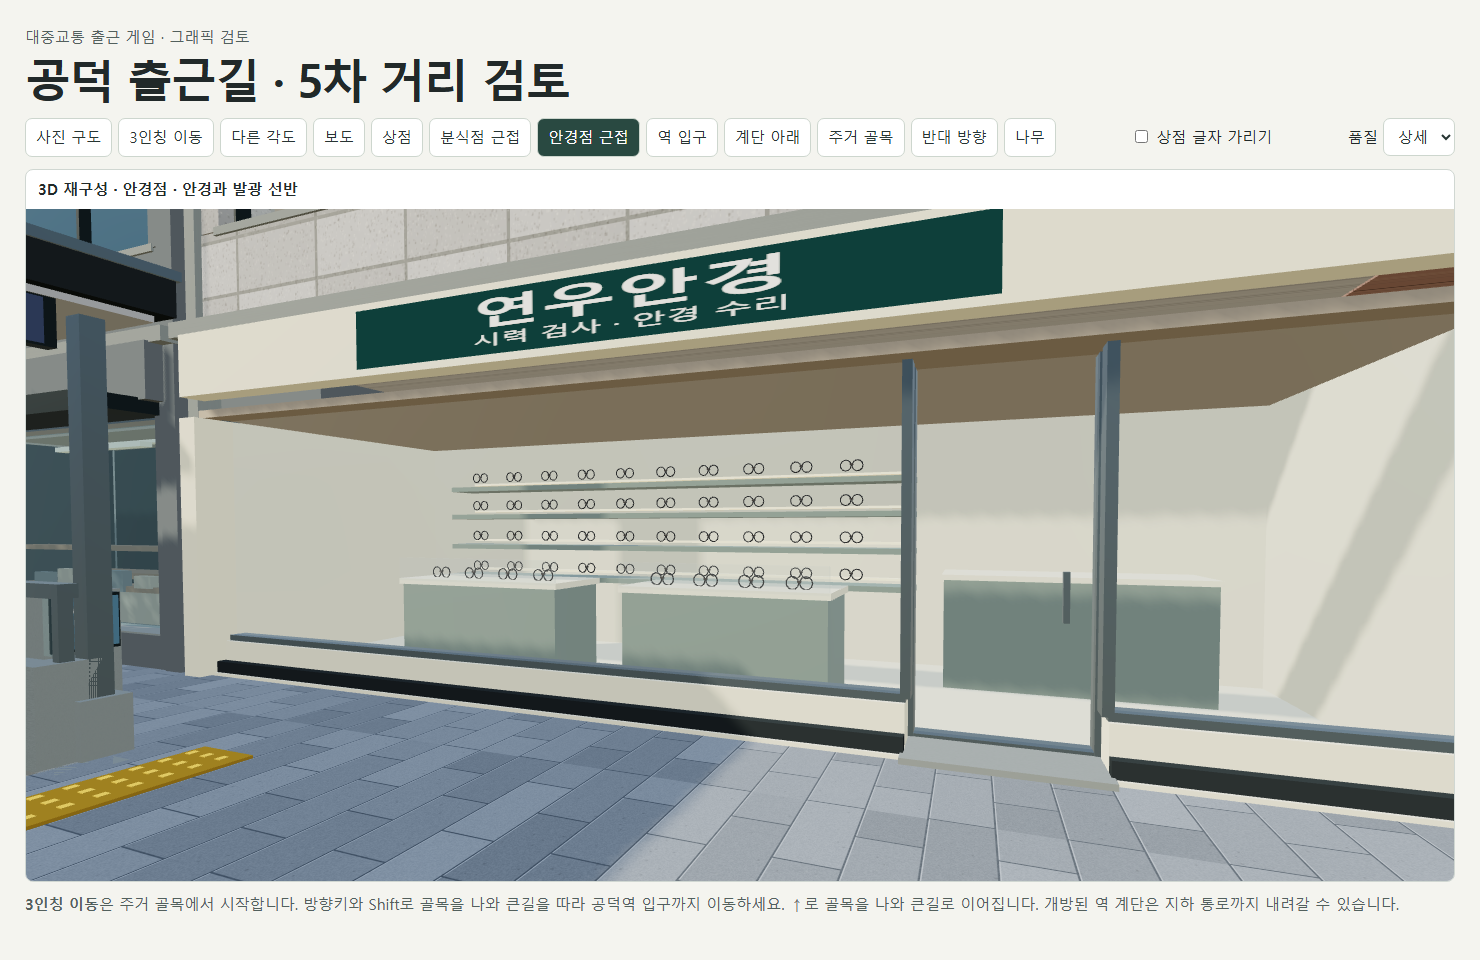 대중교통 출근 게임 · 그래픽 검토
공덕 출근길 · 5차 거리 검토
사진 구도
3인칭 이동
다른 각도
보도
상점
분식점 근접
안경점 근접
역 입구
계단 아래
주거 골목
반대 방향
나무
상점 글자 가리기
품질
상세
3D 재구성 · 안경점 · 안경과 발광 선반
연우안경
시력 검사 · 안경 수리
3인칭 이동은 주거 골목에서 시작합니다. 방향키와 Shift로 골목을 나와 큰길을 따라 공덕역 입구까지 이동하세요. ↑로 골목을 나와 큰길로 이어집니다. 개방된 역 계단은 지하 통로까지 내려갈 수 있습니다.